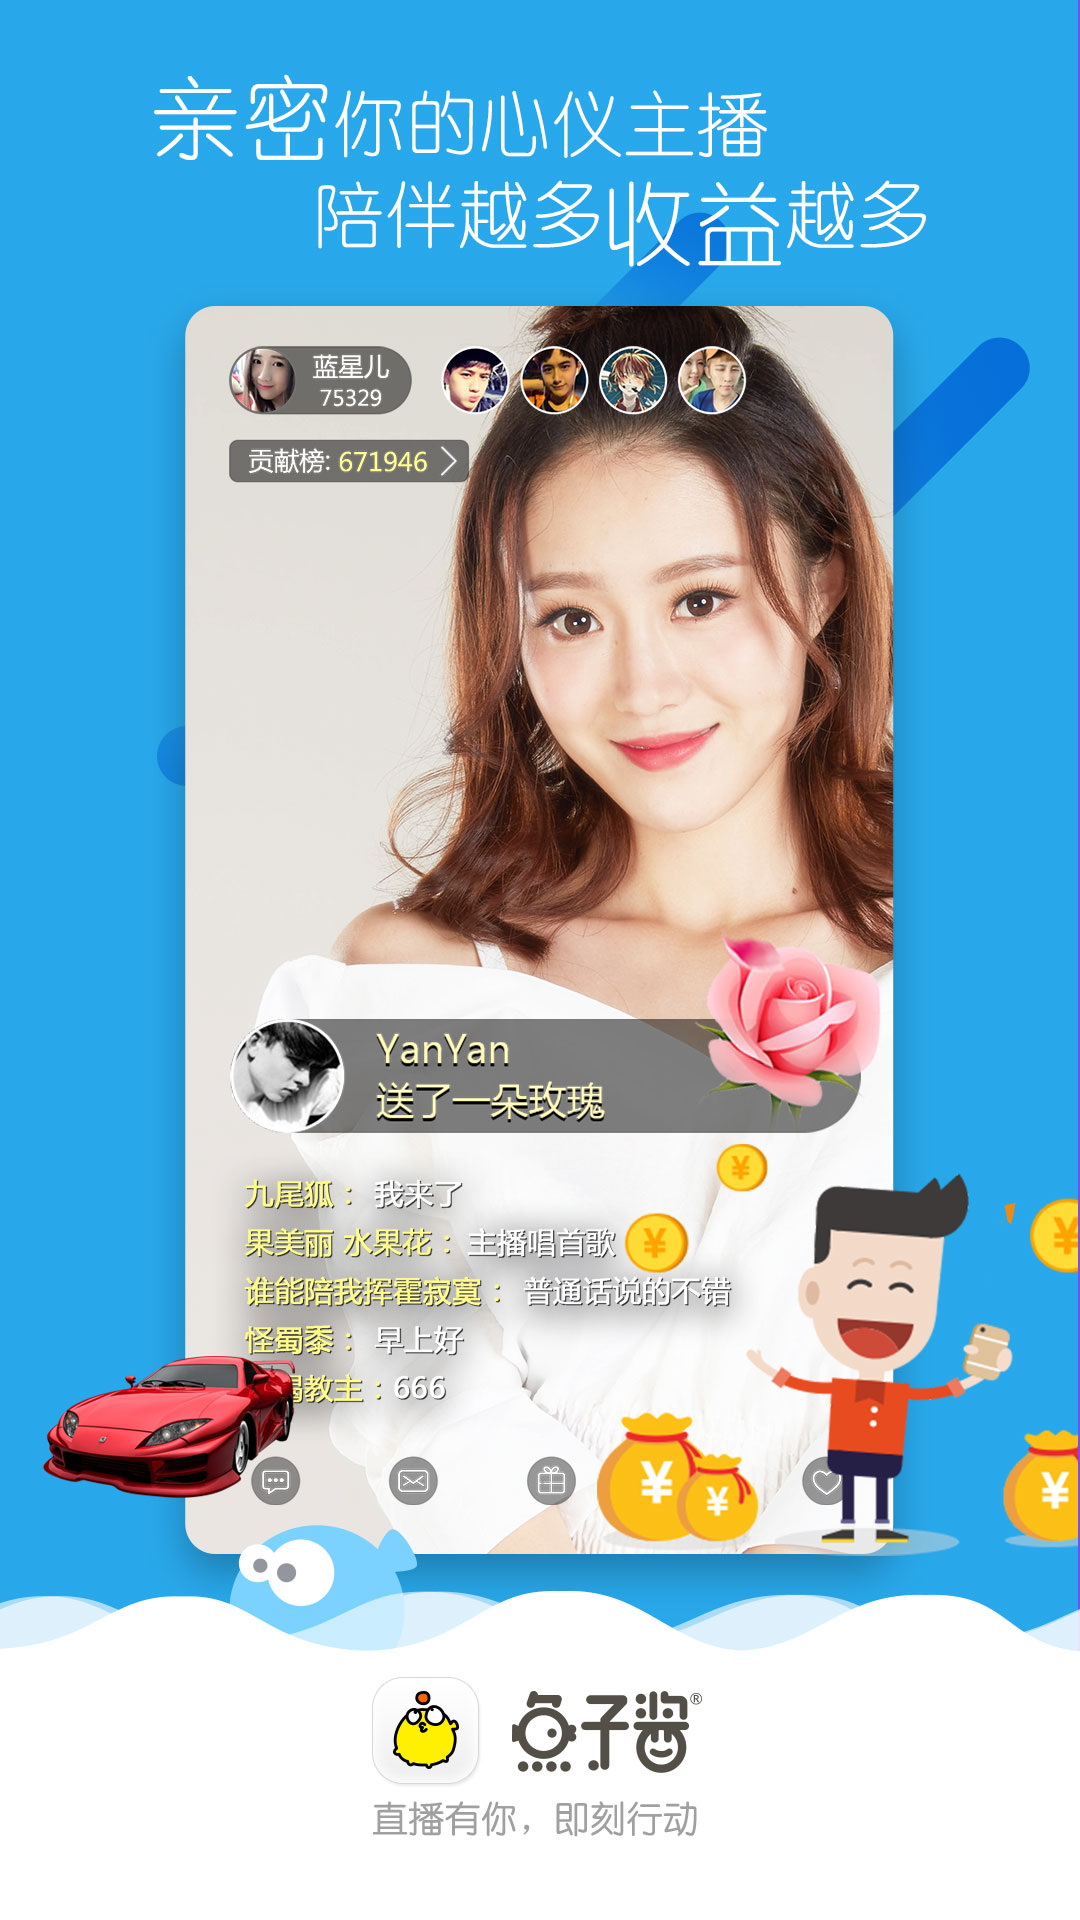 亲密你的心仪主播
陪伴越多收益越多
蓝星儿
75329
贡献榜: 671946
YanYan
送了一朵玫瑰
九尾狐： 我来了
果美丽 水果花： 主播唱首歌
谁能陪我挥霍寂寞： 普通话说的不错
怪蜀黍： 早上好
教主：666
¥
¥
¥
¥
¥
¥
鱼子酱®
直播有你，即刻行动